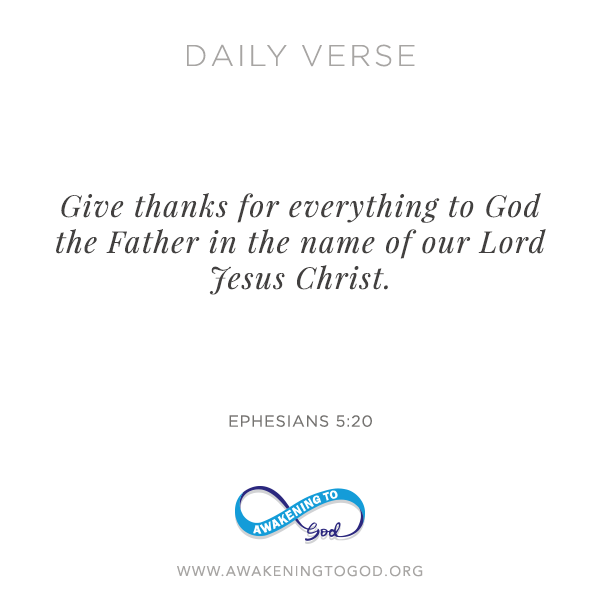 DAILY VERSE
Give thanks for everything to God
the Father in the name of our Lord
Jesus Christ.
EPHESIANS 5:20
AWAKENING TO
God
WWW.AWAKENINGTOGOD.ORG